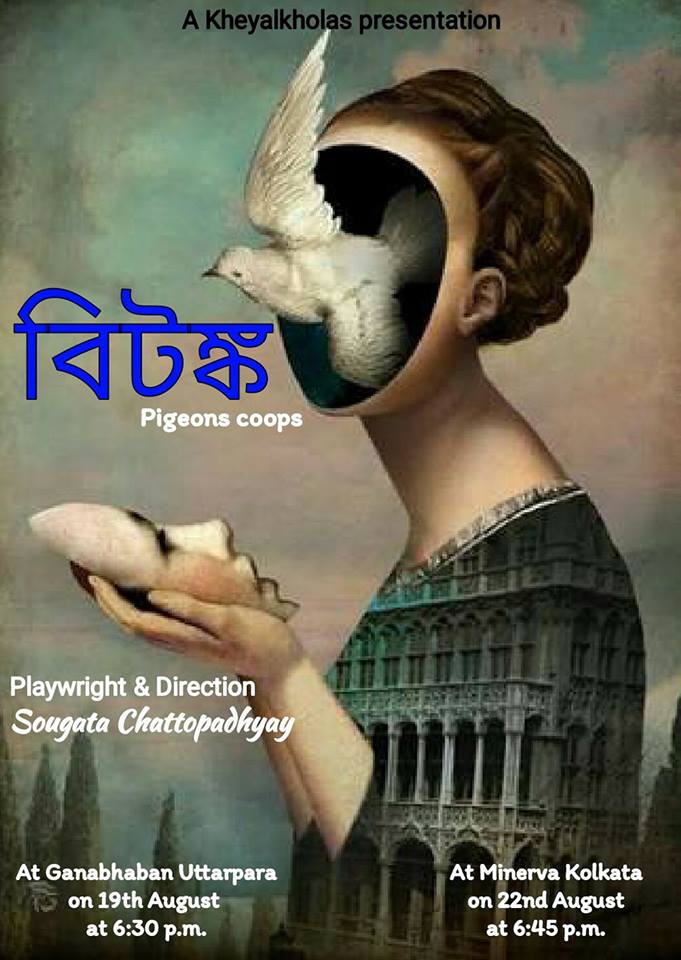 A Kheyalkholas presentation
বিটঙ্ক
Pigeons coops
Playwright & Direction
Sougata Chattopadhyay
At Ganabhaban Uttarpara
on 19th August
at 6:30 p.m.
At Minerva Kolkata
on 22nd August
at 6:45 p.m.